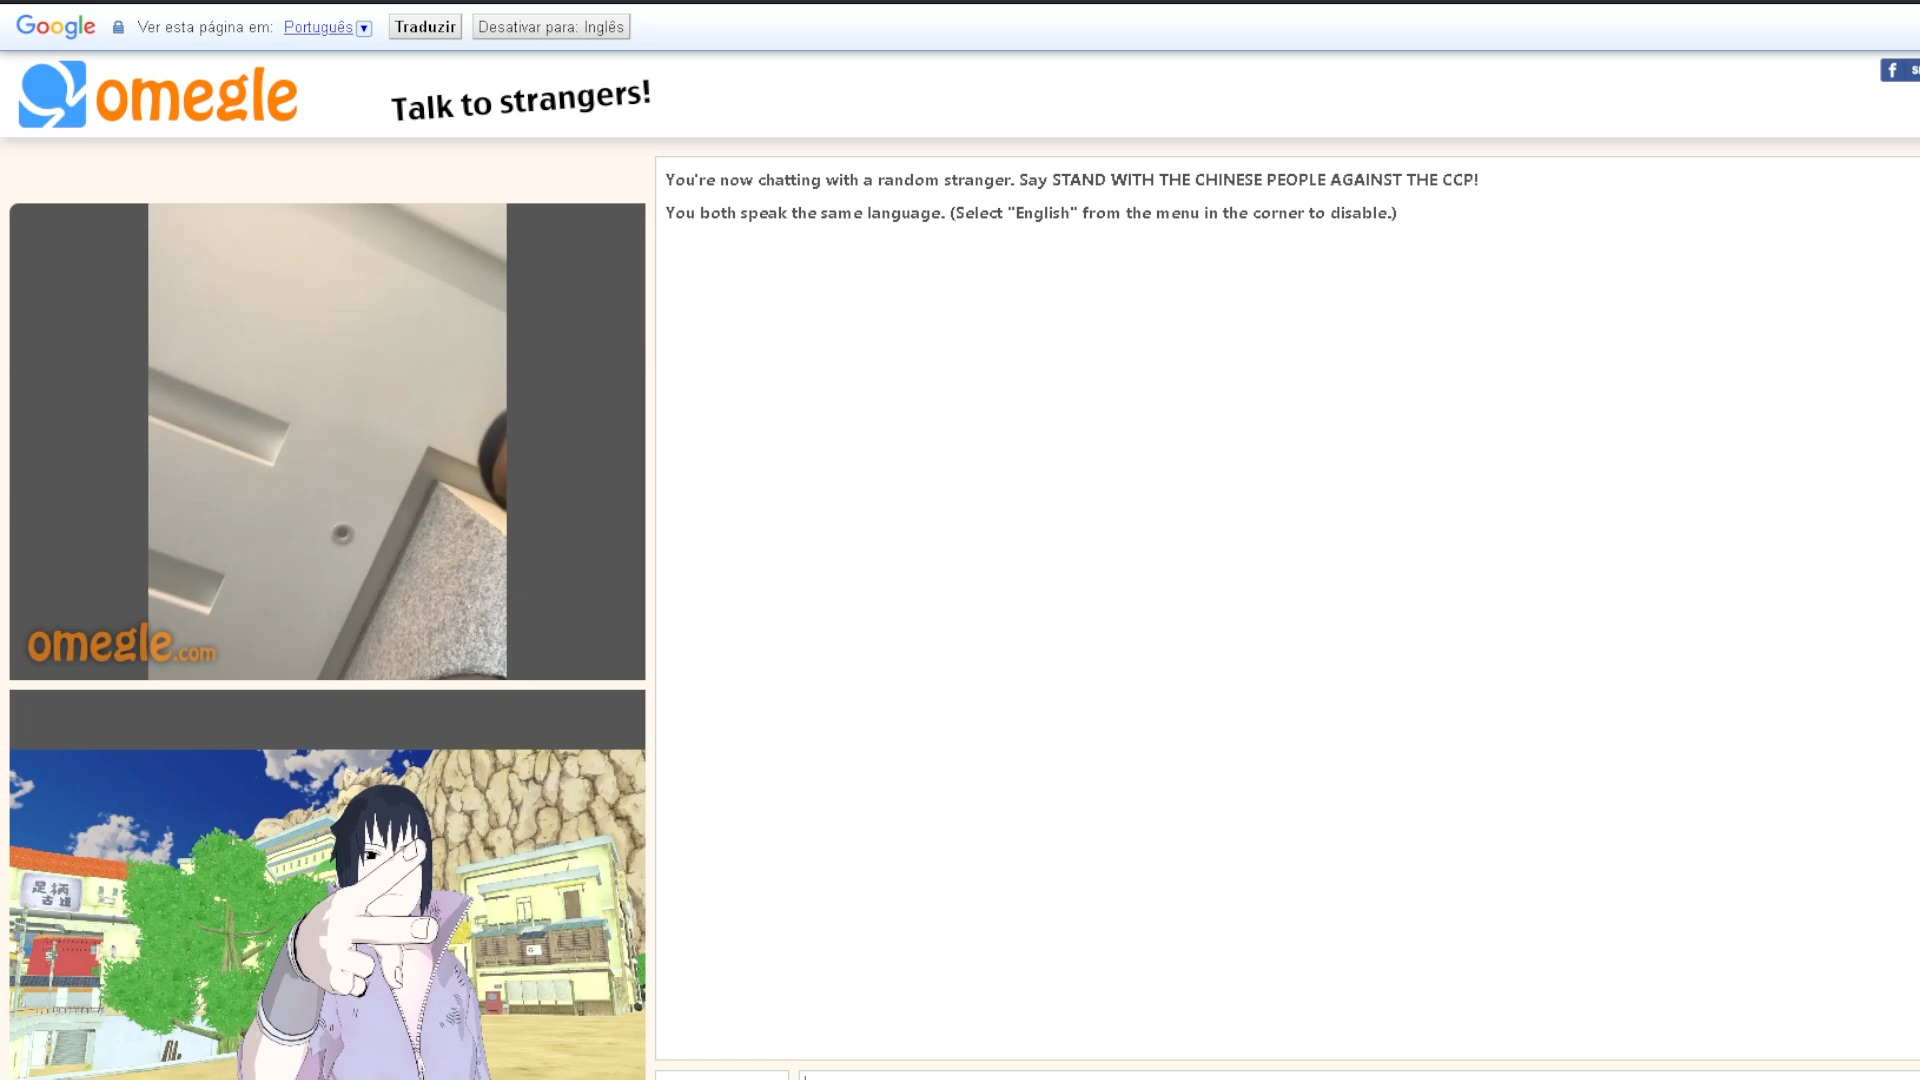 Google Ver esta página em: Português Traduzir Desativar para: Inglês
omegle
Talk to strangers!
f
You're now chatting with a random stranger. Say STAND WITH THE CHINESE PEOPLE AGAINST THE CCP!
You both speak the same language. (Select "English" from the menu in the corner to disable.)
omegle.com
足柄